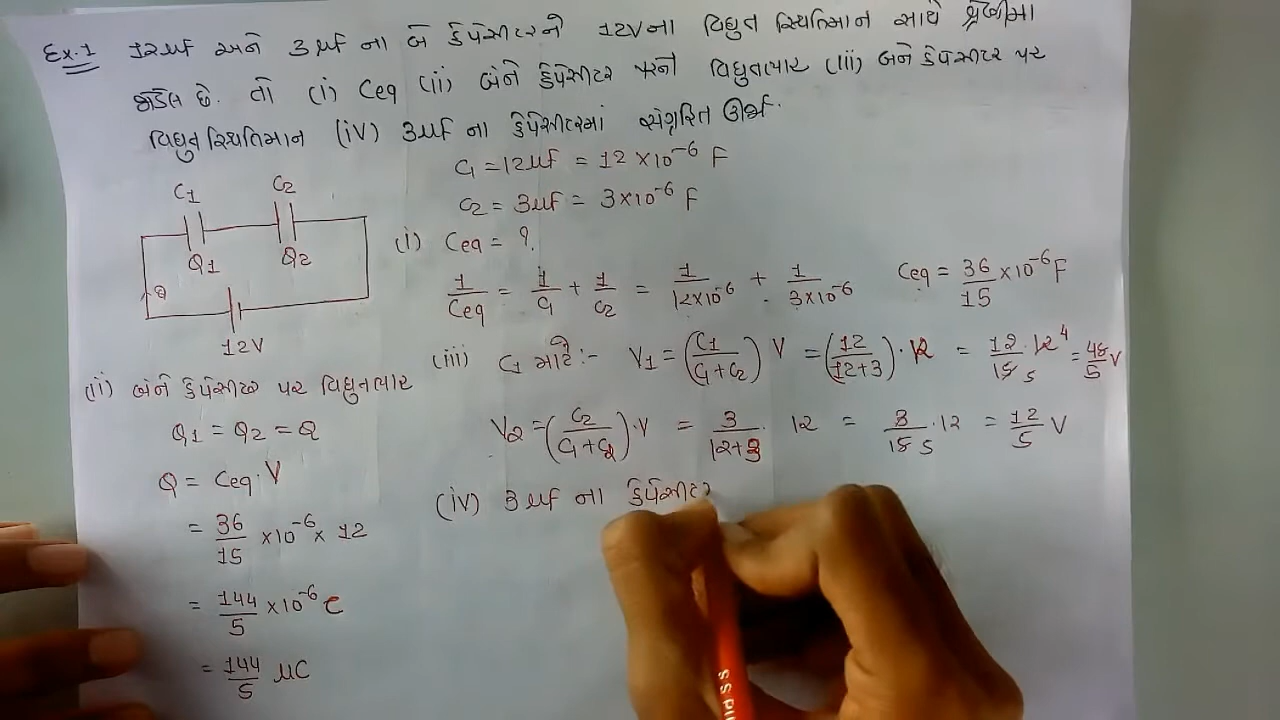 Ex.1 12μf અને 3μf ના બે કેપેસીટરને 12V ના વિદ્યુત સ્થિતિમાન સાથે શ્રેણીમાં
જોડેલ છે. તો (i) Ceq (ii) બંને કેપેસીટર પરનો વિદ્યુતભાર (iii) બંને કેપેસીટર પર
વિદ્યુતસ્થિતિમાન (iv) 3μf ના કેપેસીટરમાં સંગ્રહિત ઊર્જા.
C1 = 12μf = 12 × 10^-6 F
C2 = 3μf = 3×10^-6 F
C1 C2
Q1 Q2
Q
12V
(i) Ceq = ?
1/Ceq = 1/C1 + 1/C2 = 1/12×10^-6 + 1/3×10^-6 Ceq = 36/15 ×10^-6 F
(ii) બંને કેપેસીટર પર વિદ્યુતભાર
Q1 = Q2 = Q
Q = Ceq · V
= 36/15 ×10^-6 × 12
= 144/5 ×10^-6 C
= 144/5 μC
(iii) C1 માટે :- V1 = (C1/C1+C2) V = (12/12+3) · 12 = 12/15 5 · 12 4 = 48/5 V
V2 = (C2/C1+C2) · V = 3/12+3 · 12 = 3/15 5 · 12 = 12/5 V
(iv) 3μf ના કેપેસીટર